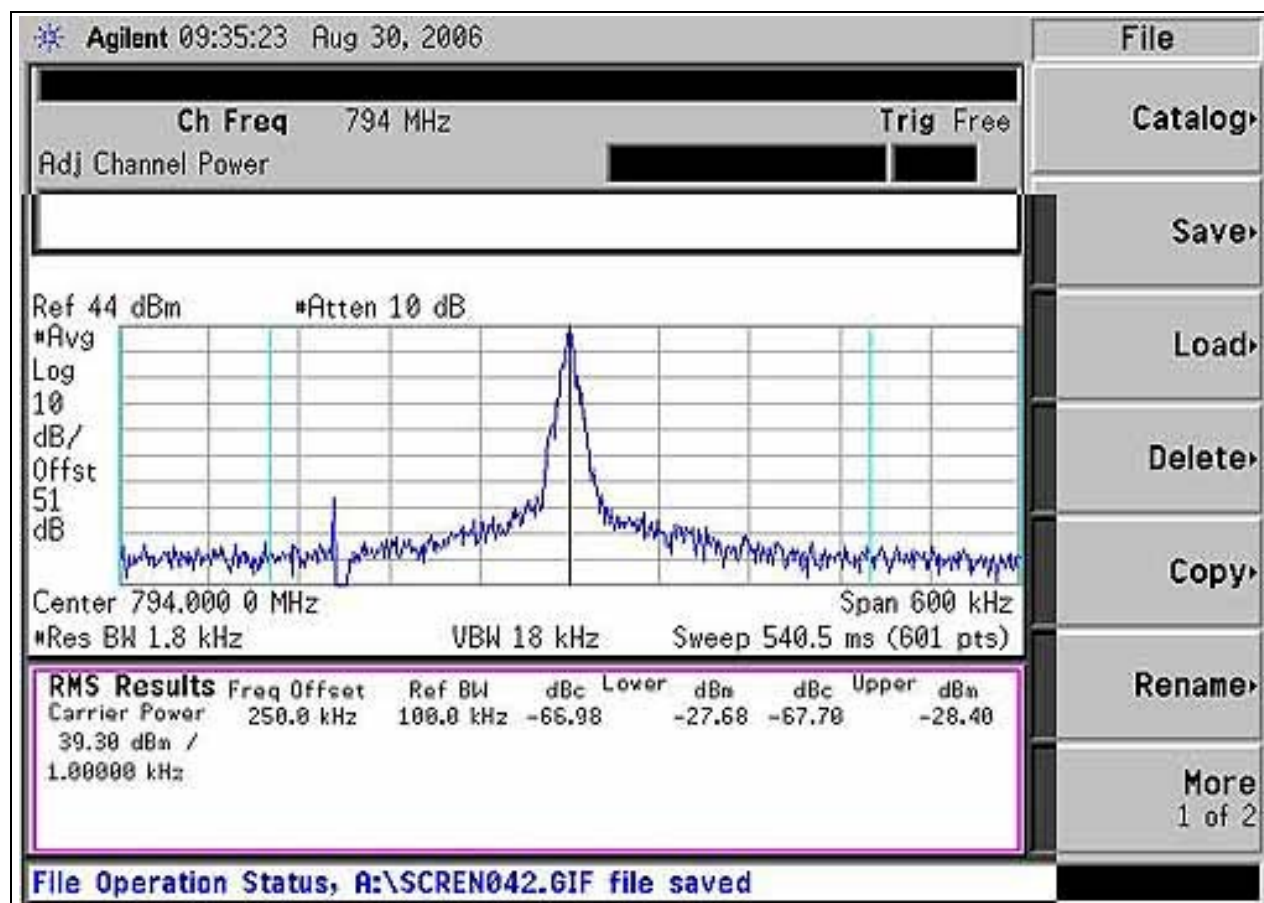 Agilent 09:35:23 Aug 30, 2006
File
Ch Freq 794 MHz
Trig Free
Adj Channel Power
Catalog
Save
Ref 44 dBm #Atten 10 dB
#Avg
Log
10
dB/
Offst
51
dB
Load
Delete
Center 794.000 0 MHz
Span 600 kHz
#Res BW 1.8 kHz VBW 18 kHz Sweep 540.5 ms (601 pts)
Copy
RMS Results Freq Offset Ref BW dBc Lower dBm dBc Upper dBm
Carrier Power 250.0 kHz 100.0 kHz -66.98 -27.68 -67.70 -28.40
39.30 dBm /
1.00000 kHz
Rename
More
1 of 2
File Operation Status, A:\SCREN042.GIF file saved